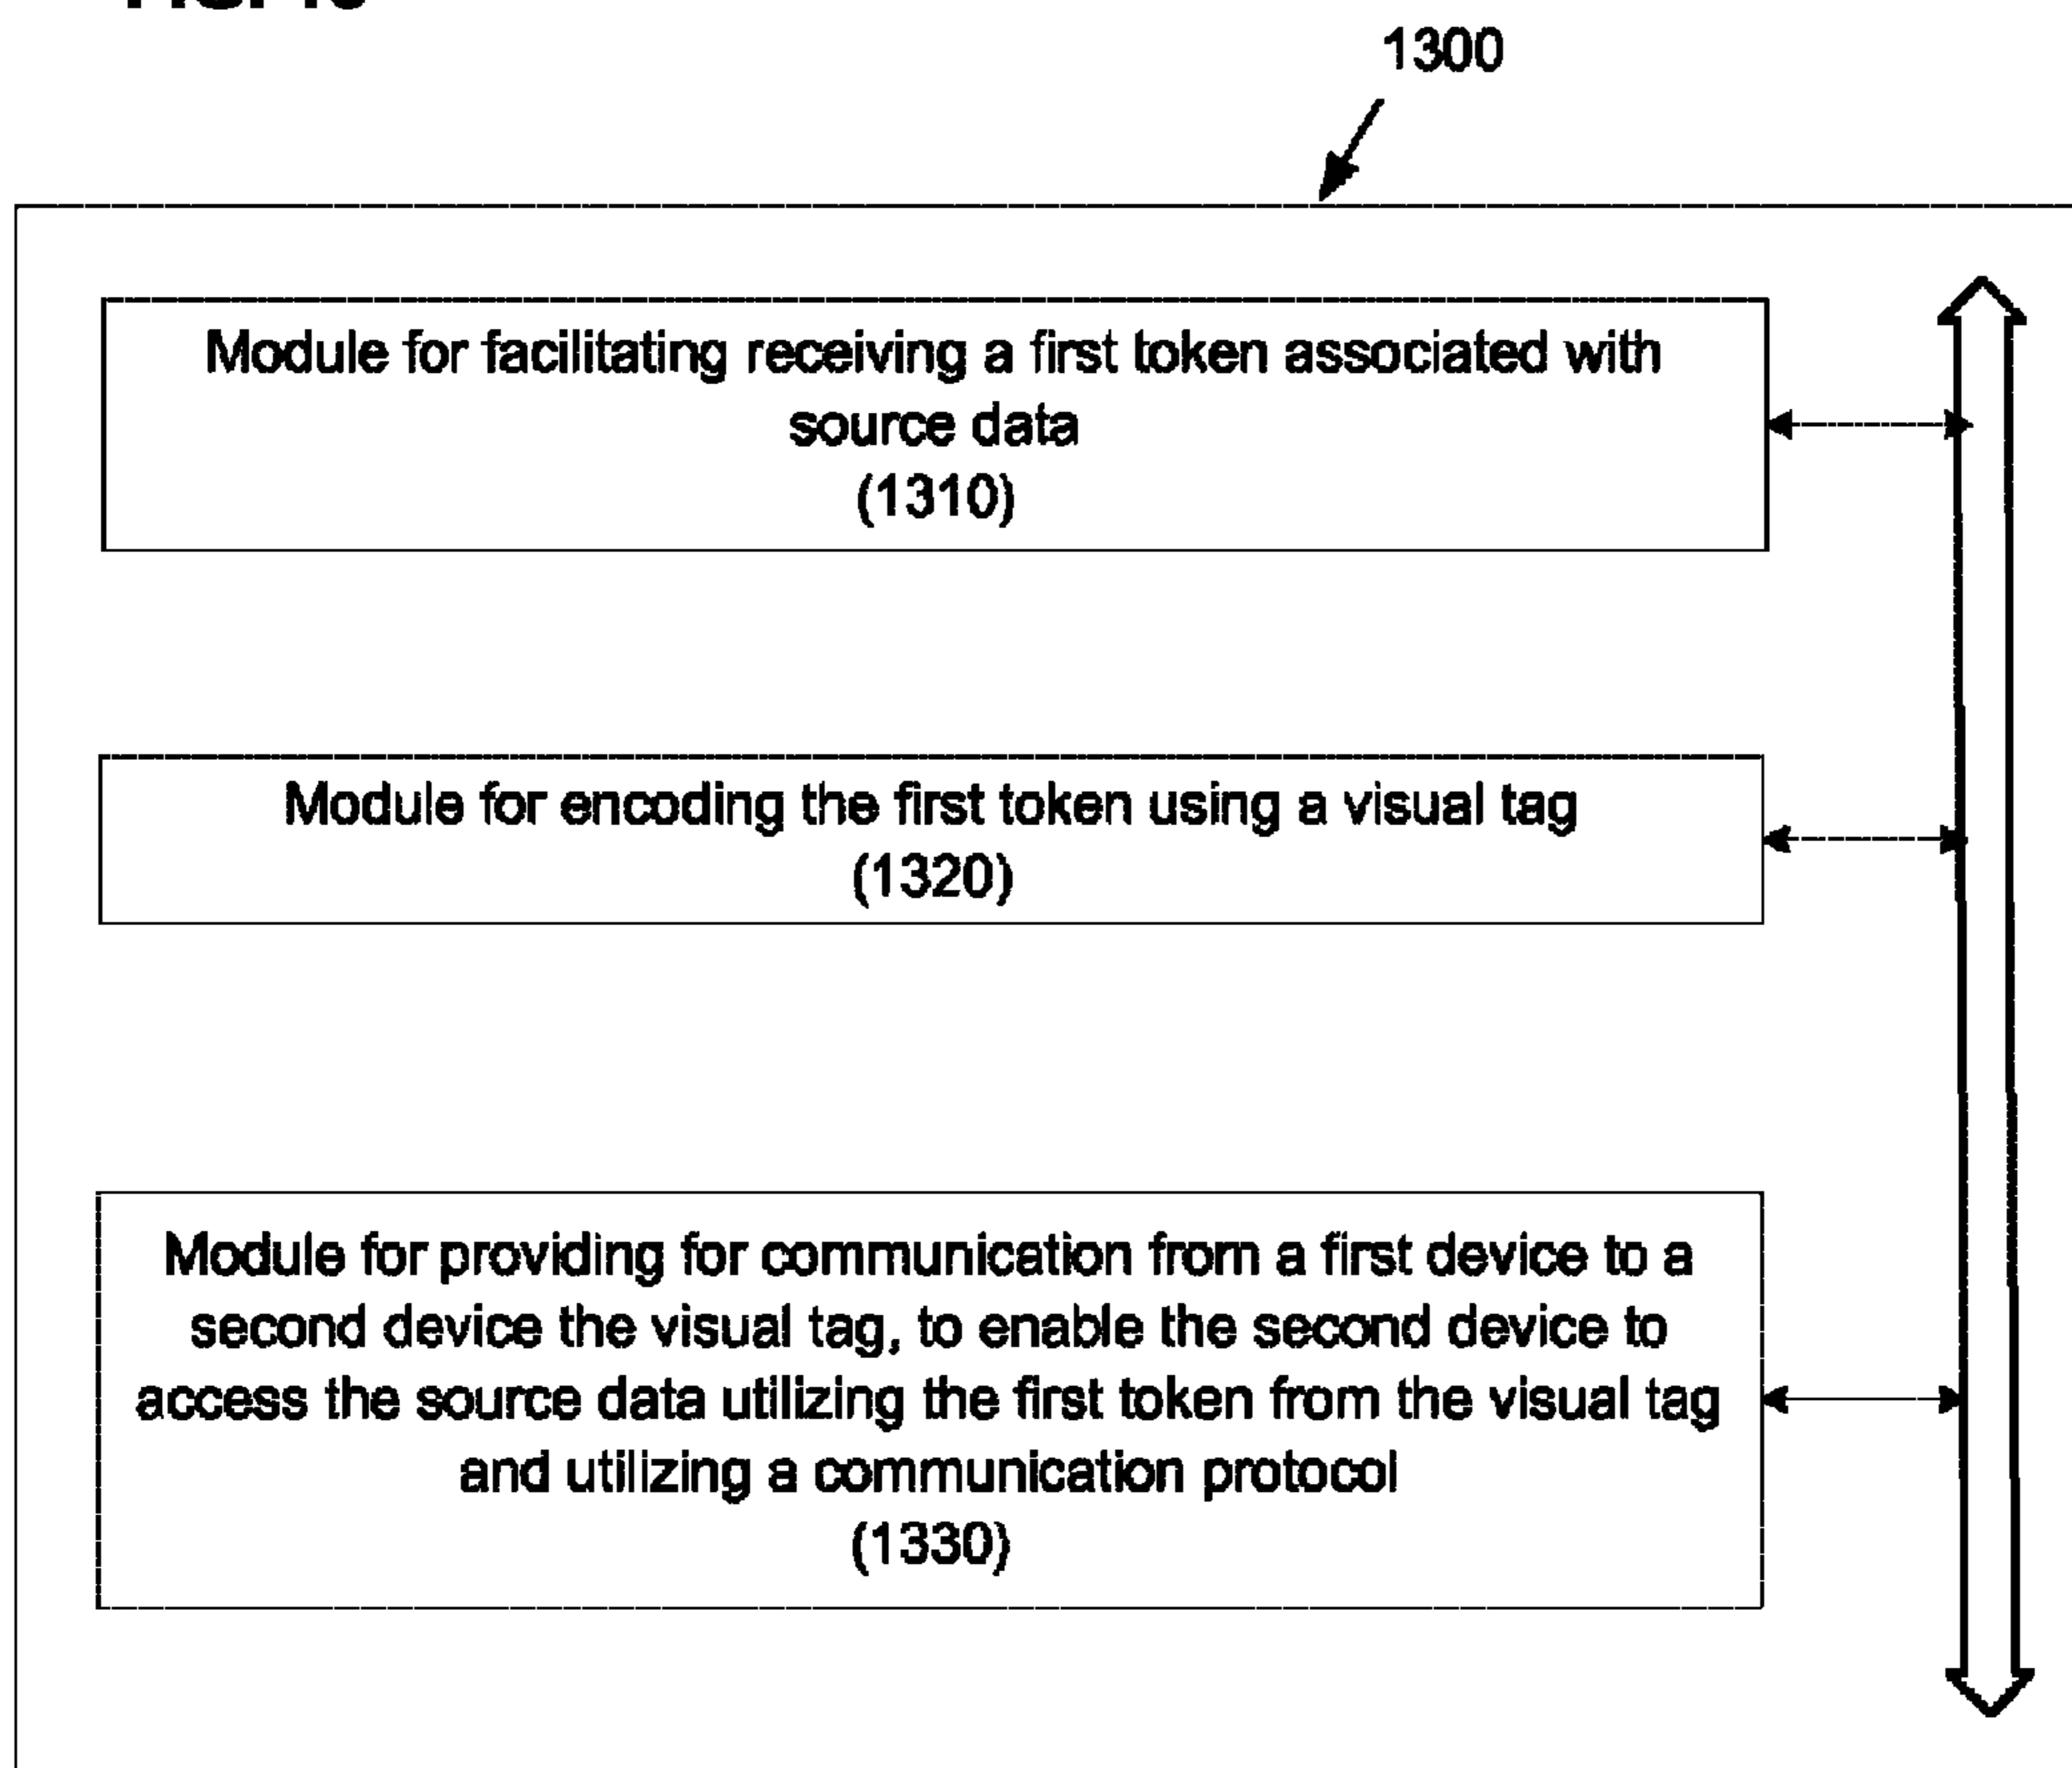 1300
Module for facilitating receiving a first token associated with
source data
(1310)
Module for encoding the first token using a visual tag
(1320)
Module for providing for communication from a first device to a
second device the visual tag, to enable the second device to
access the source data utilizing the first token from the visual tag
and utilizing a communication protocol
(1330)